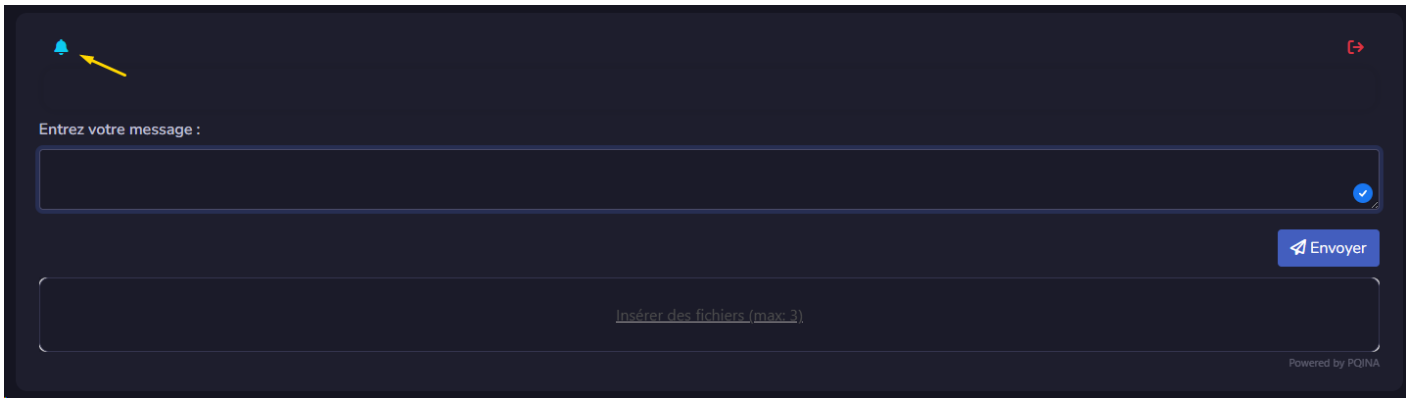 Entrez votre message :
Envoyer
Insérer des fichiers (max: 3)
Powered by PQINA